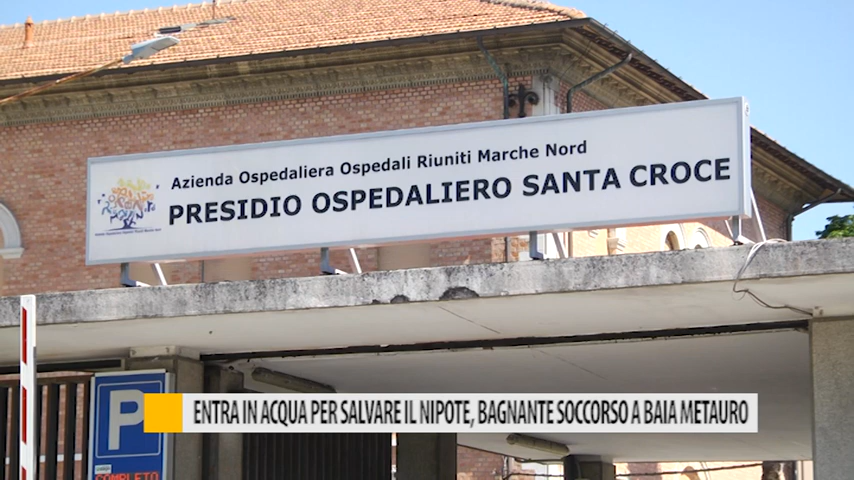 Azienda Ospedaliera Ospedali Riuniti Marche Nord
PRESIDIO OSPEDALIERO SANTA CROCE
P
COMPLETO
ENTRA IN ACQUA PER SALVARE IL NIPOTE, BAGNANTE SOCCORSO A BAIA METAURO